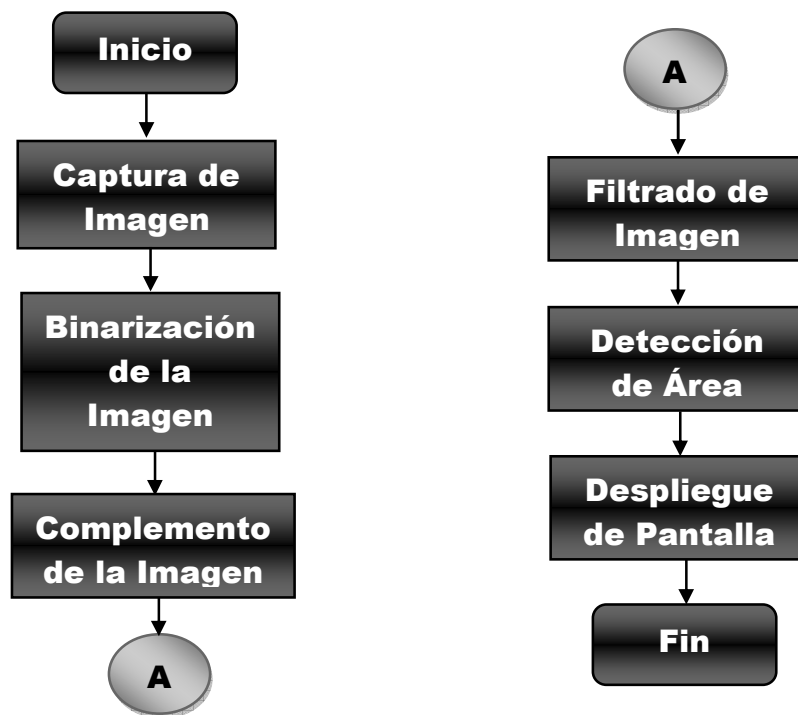 Inicio
Captura de
Imagen
Binarización
de la
Imagen
Complemento
de la Imagen
A
A
Filtrado de
Imagen
Detección
de Área
Despliegue
de Pantalla
Fin